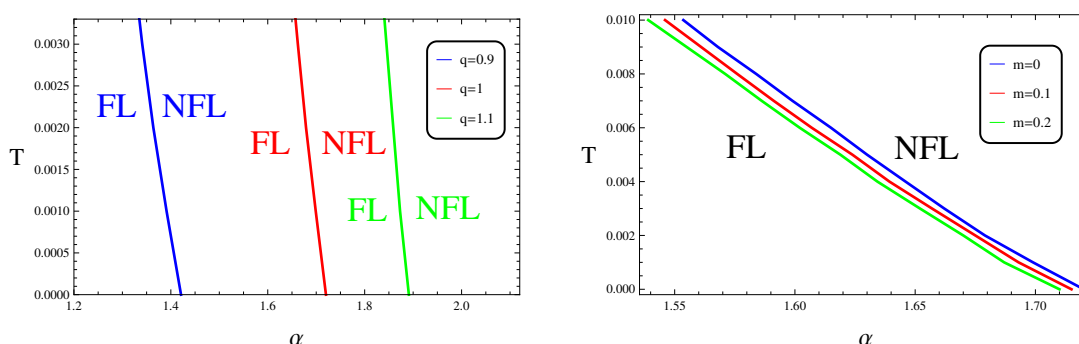 0.0030
0.0025
0.0020
0.0015
0.0010
0.0005
0.0000
T
1.2
1.4
1.6
1.8
2.0
α
FL NFL
FL NFL
FL NFL
q=0.9
q=1
q=1.1
0.010
0.008
0.006
0.004
0.002
0.000
T
1.55
1.60
1.65
1.70
α
FL NFL
m=0
m=0.1
m=0.2